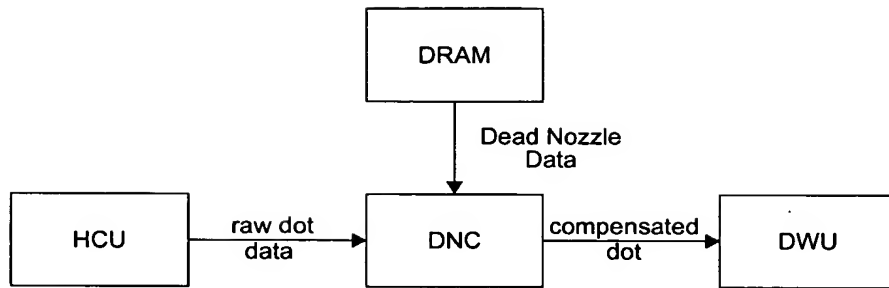 DRAM
Dead Nozzle
Data
HCU
raw dot
data
DNC
compensated
dot
DWU